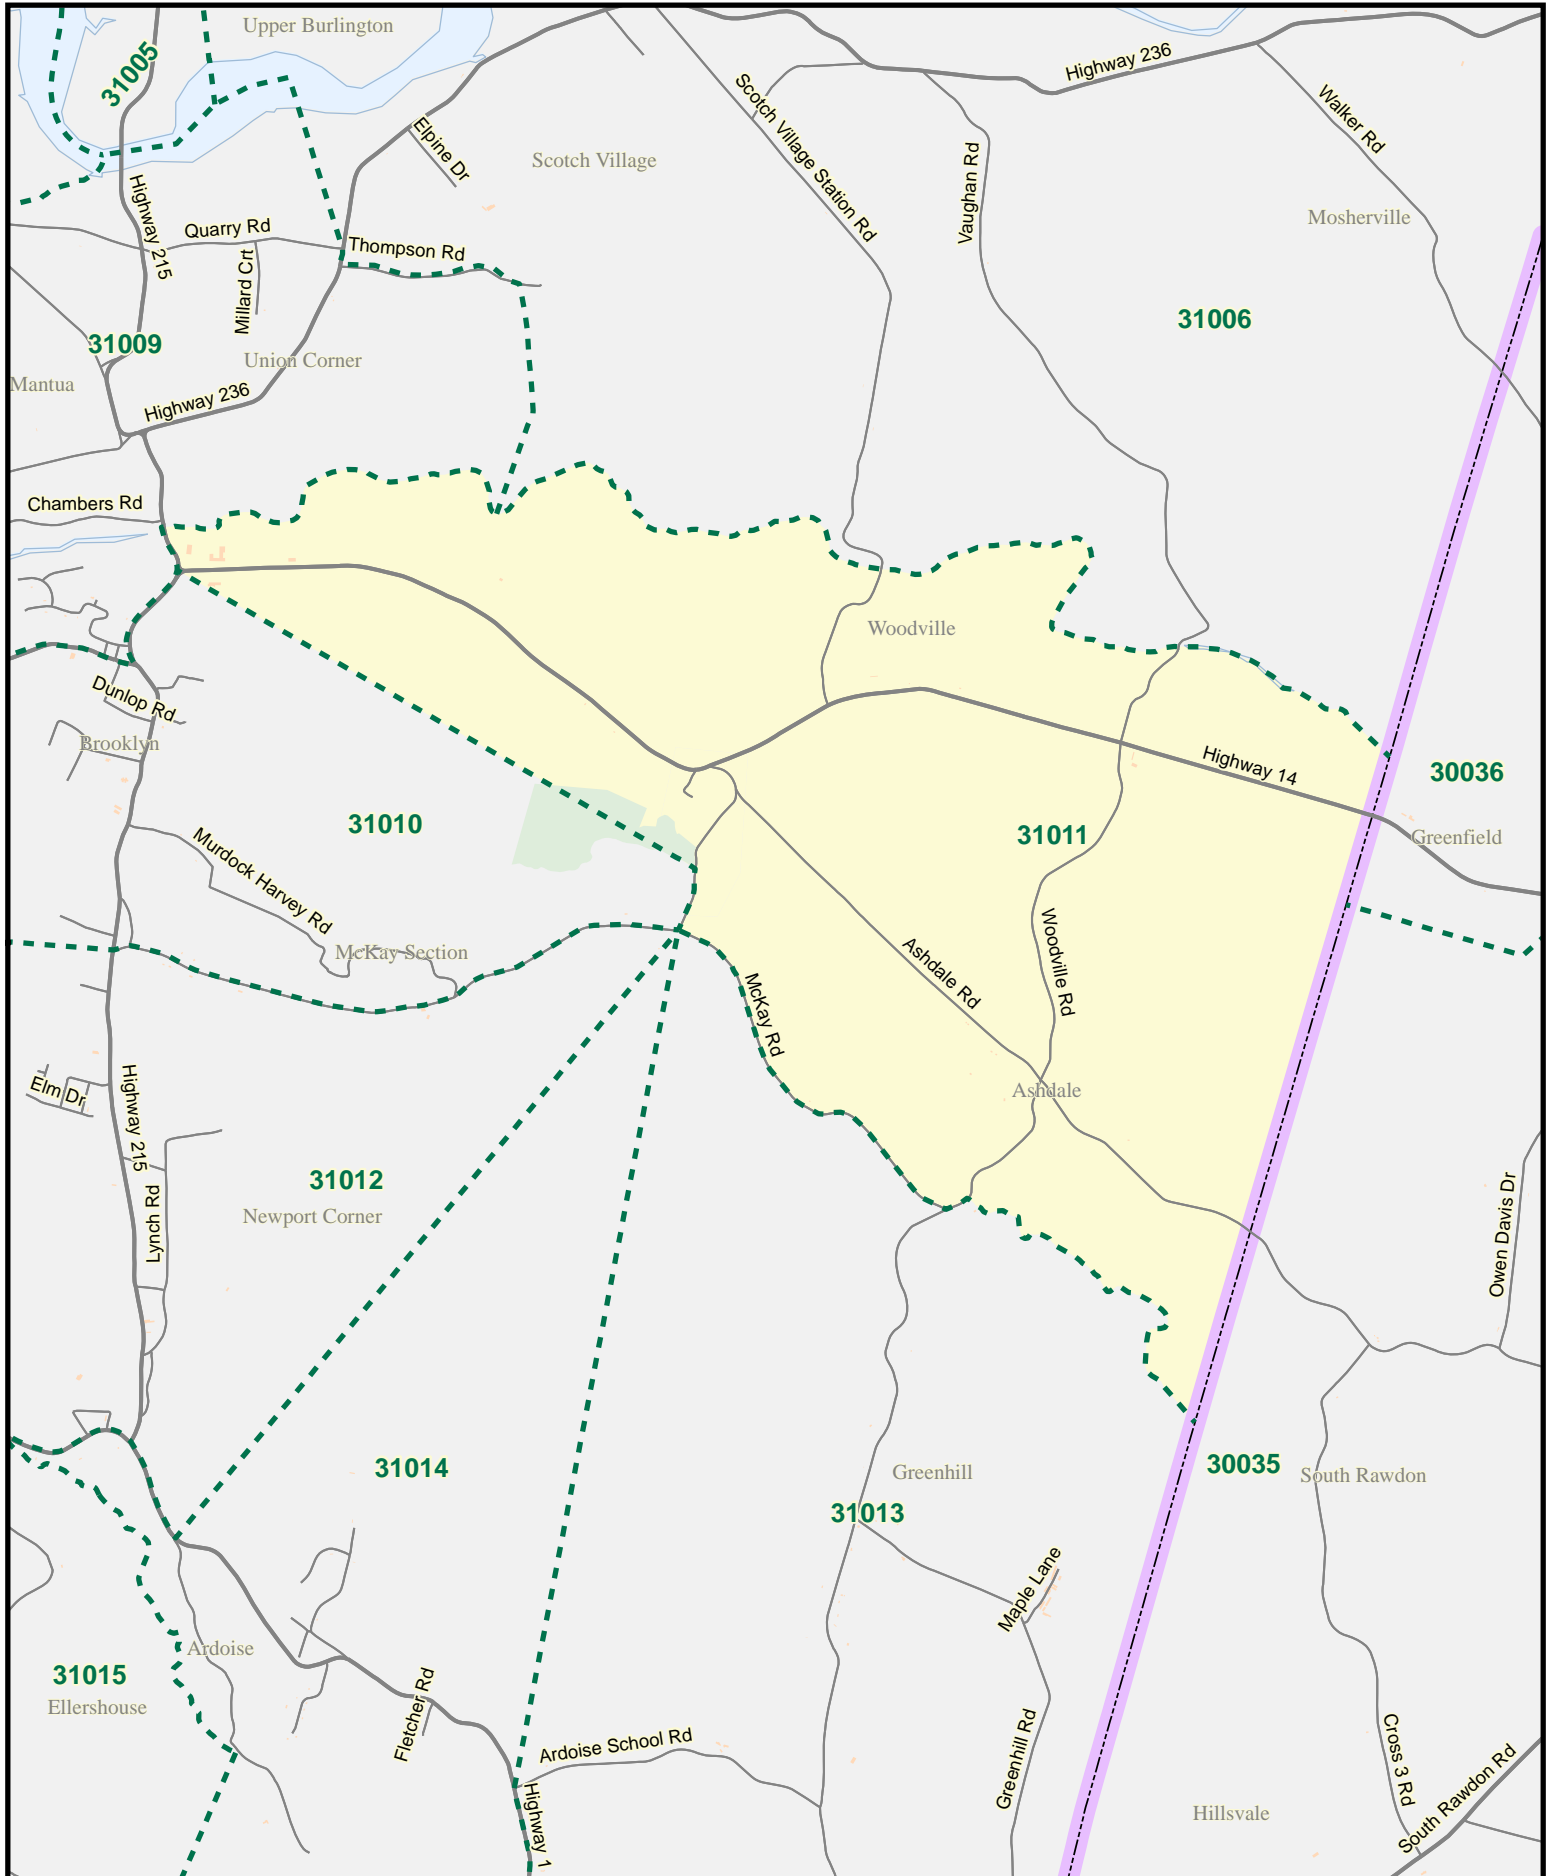 Upper Burlington
31005
Highway 236
Elpine Dr
Scotch Village
Scotch Village Station Rd
Vaughan Rd
Walker Rd
Mosherville
Highway 215
Quarry Rd
Thompson Rd
Millard Crt
31006
31009
Union Corner
Mantua
Highway 236
Chambers Rd
Woodville
Dunlop Rd
Brooklyn
Highway 14
30036
31010
31011
Greenfield
Murdock Harvey Rd
McKay Section
Ashdale Rd
Woodville Rd
McKay Rd
Elm Dr
Highway 215
Ashdale
31012
Newport Corner
Lynch Rd
Owen Davis Dr
31014
Greenhill
30035
South Rawdon
31013
Maple Lane
Ardoise
31015
Ellershouse
Fletcher Rd
Ardoise School Rd
Greenhill Rd
Cross 3 Rd
South Rawdon Rd
Highway 1
Hillsvale